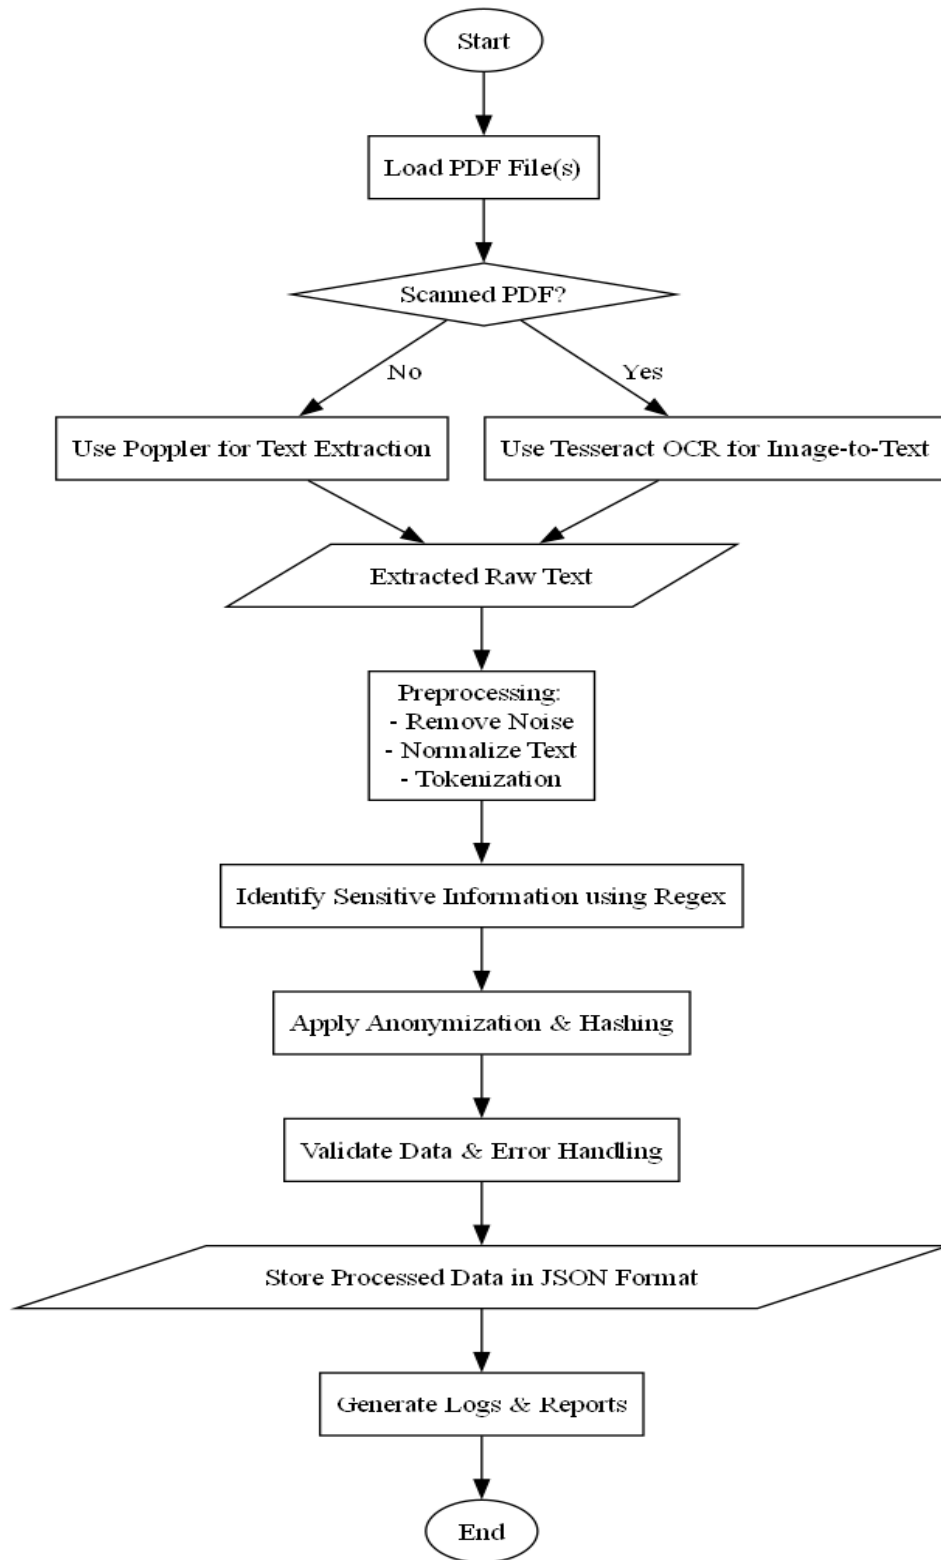 Start
Load PDF File(s)
Scanned PDF?
No
Yes
Use Poppler for Text Extraction
Use Tesseract OCR for Image-to-Text
Extracted Raw Text
Preprocessing:
- Remove Noise
- Normalize Text
- Tokenization
Identify Sensitive Information using Regex
Apply Anonymization & Hashing
Validate Data & Error Handling
Store Processed Data in JSON Format
Generate Logs & Reports
End